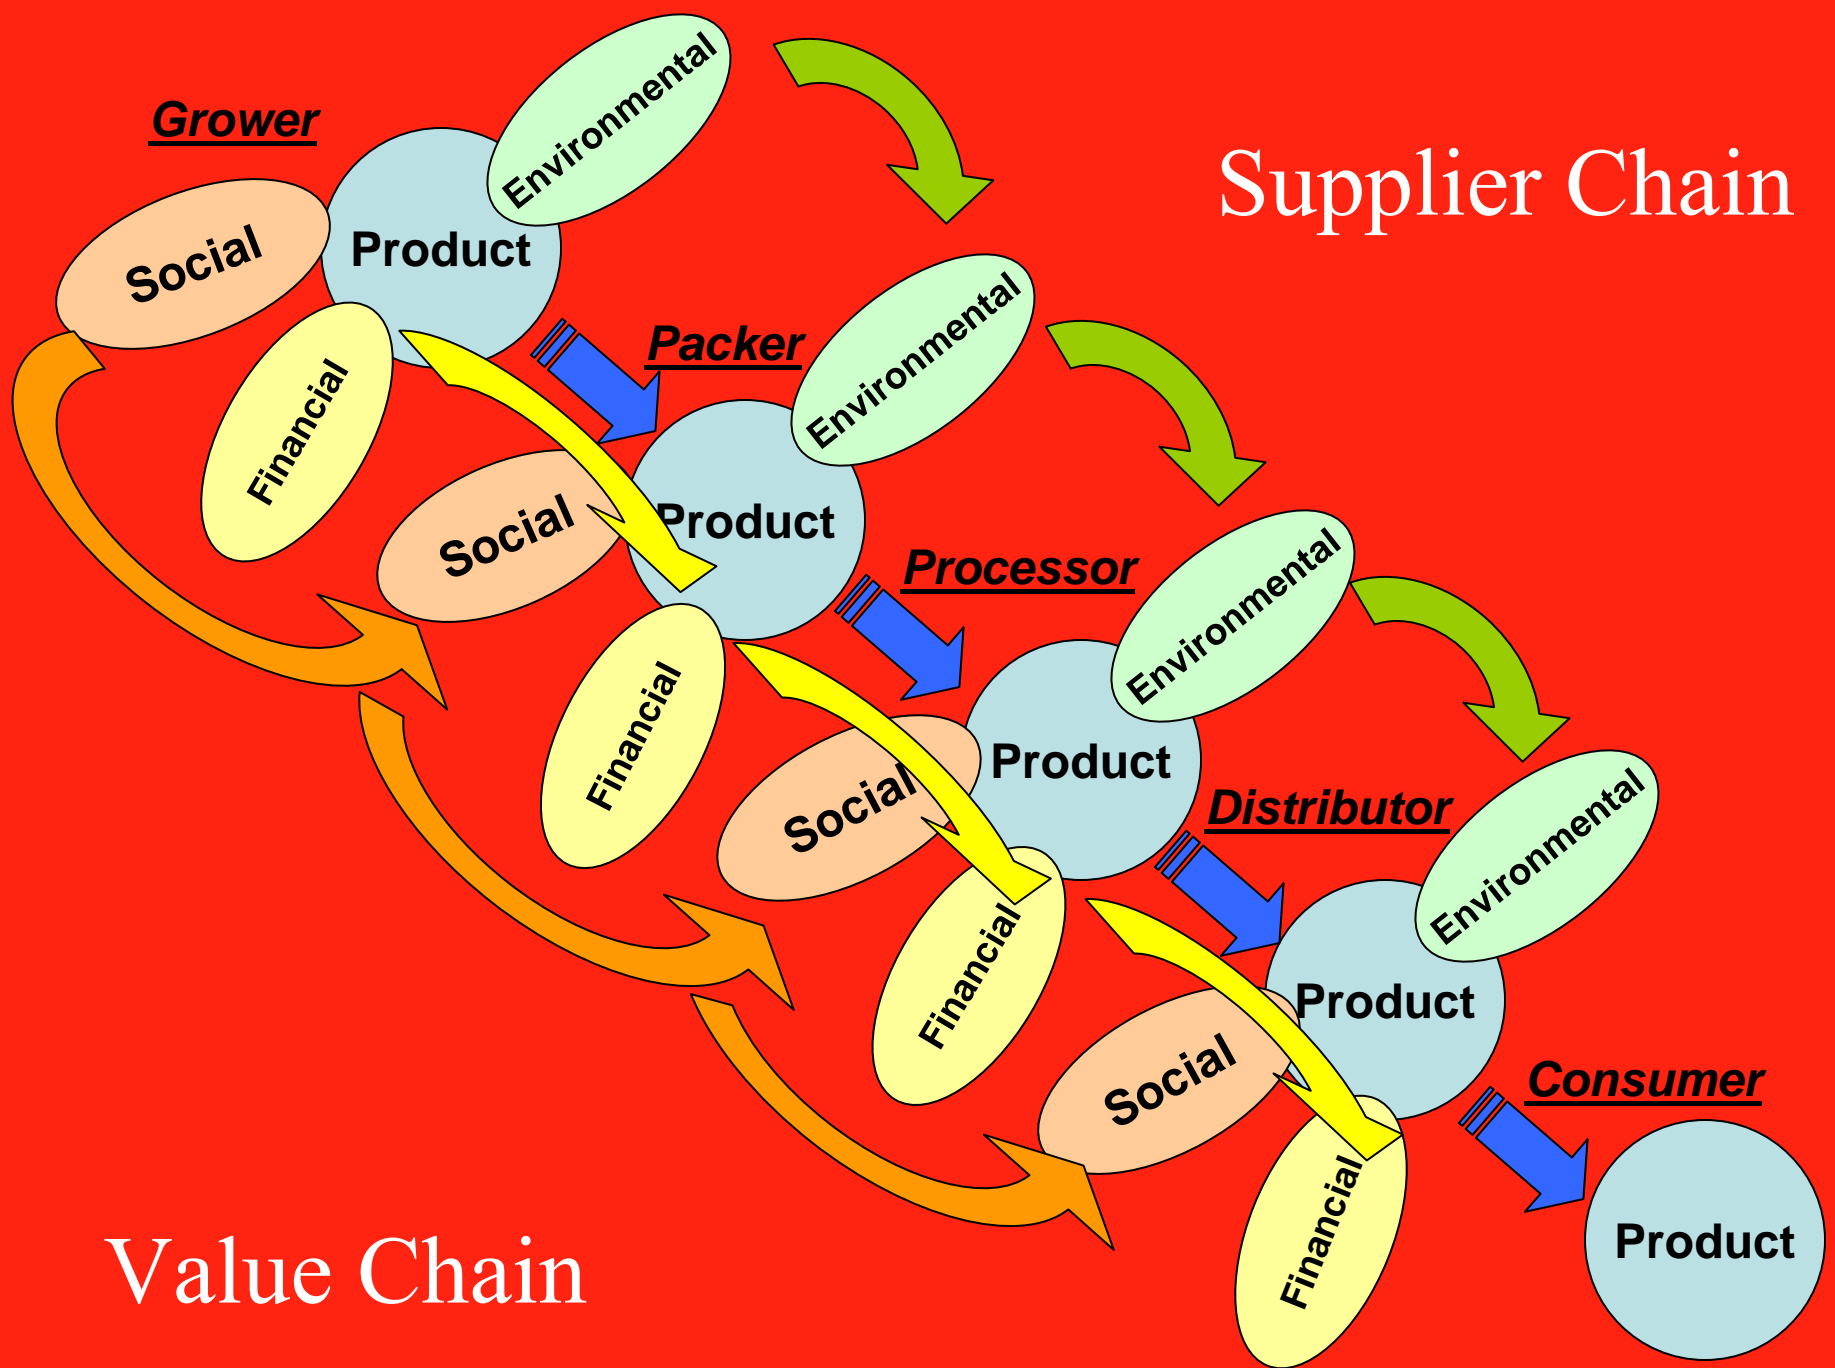 Grower
Environmental
Supplier Chain
Social
Product
Packer
Environmental
Financial
Social
Product
Processor
Environmental
Financial
Social
Product
Distributor
Environmental
Financial
Social
Product
Consumer
Financial
Product
Value Chain